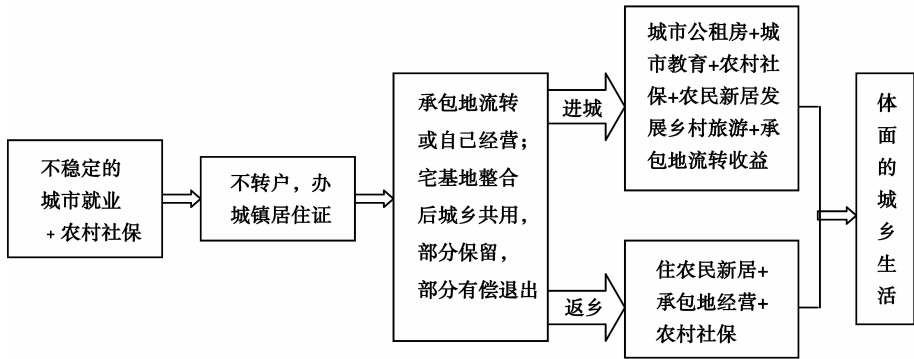 不稳定的
城市就业
+ 农村社保
不转户，办
城镇居住证
承包地流转
或自己经营；
宅基地整合
后城乡共用，
部分保留，
部分有偿退出
进城
城市公租房+城
市教育+农村社
保+农民新居发
展乡村旅游+承
包地流转收益
返乡
住农民新居+
承包地经营+
农村社保
体
面
的
城
乡
生
活